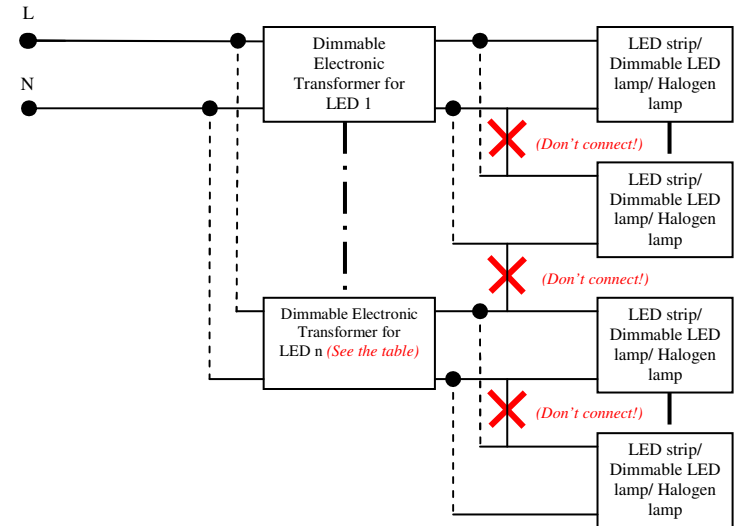 L
N
Dimmable
Electronic
Transformer for
LED 1
LED strip/
Dimmable LED
lamp/ Halogen
lamp
(Don't connect!)
LED strip/
Dimmable LED
lamp/ Halogen
lamp
(Don't connect!)
Dimmable Electronic
Transformer for
LED n (See the table)
LED strip/
Dimmable LED
lamp/ Halogen
lamp
(Don't connect!)
LED strip/
Dimmable LED
lamp/ Halogen
lamp